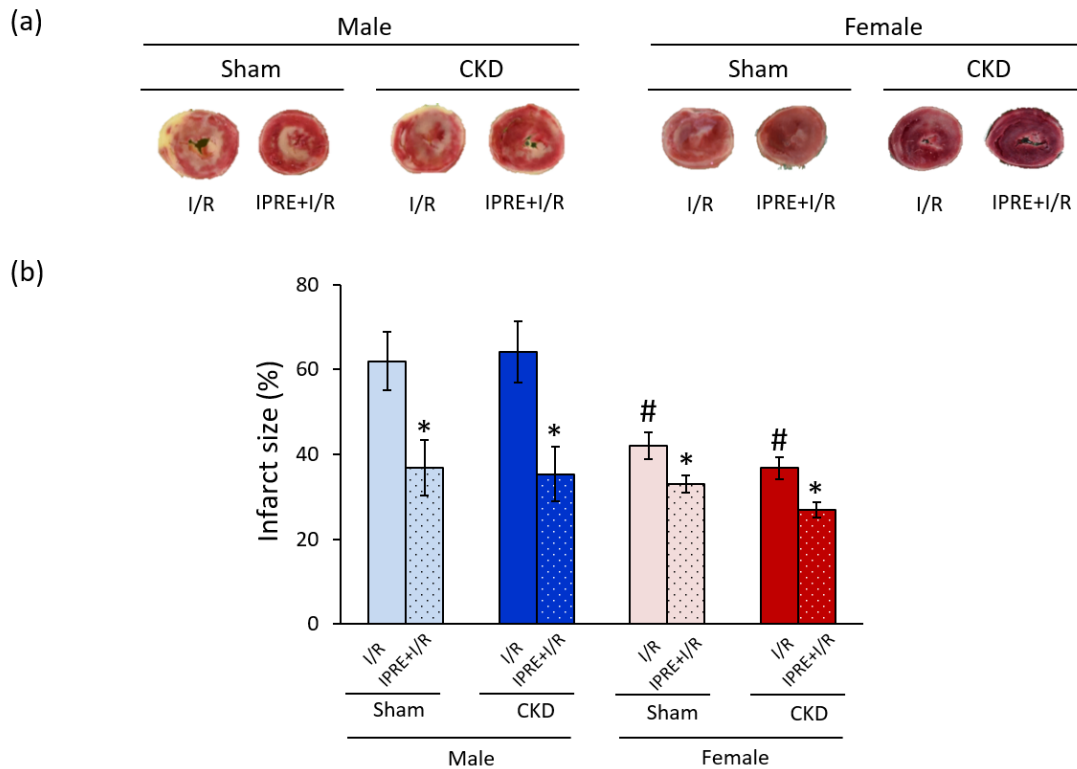 (a)
Male Female
Sham CKD Sham CKD
I/R IPRE+I/R I/R IPRE+I/R I/R IPRE+I/R I/R IPRE+I/R
(b)
80
60
40
20
0
Infarct size (%)
* * # * # *
I/R IPRE+I/R I/R IPRE+I/R I/R IPRE+I/R I/R IPRE+I/R
Sham CKD Sham CKD
Male Female